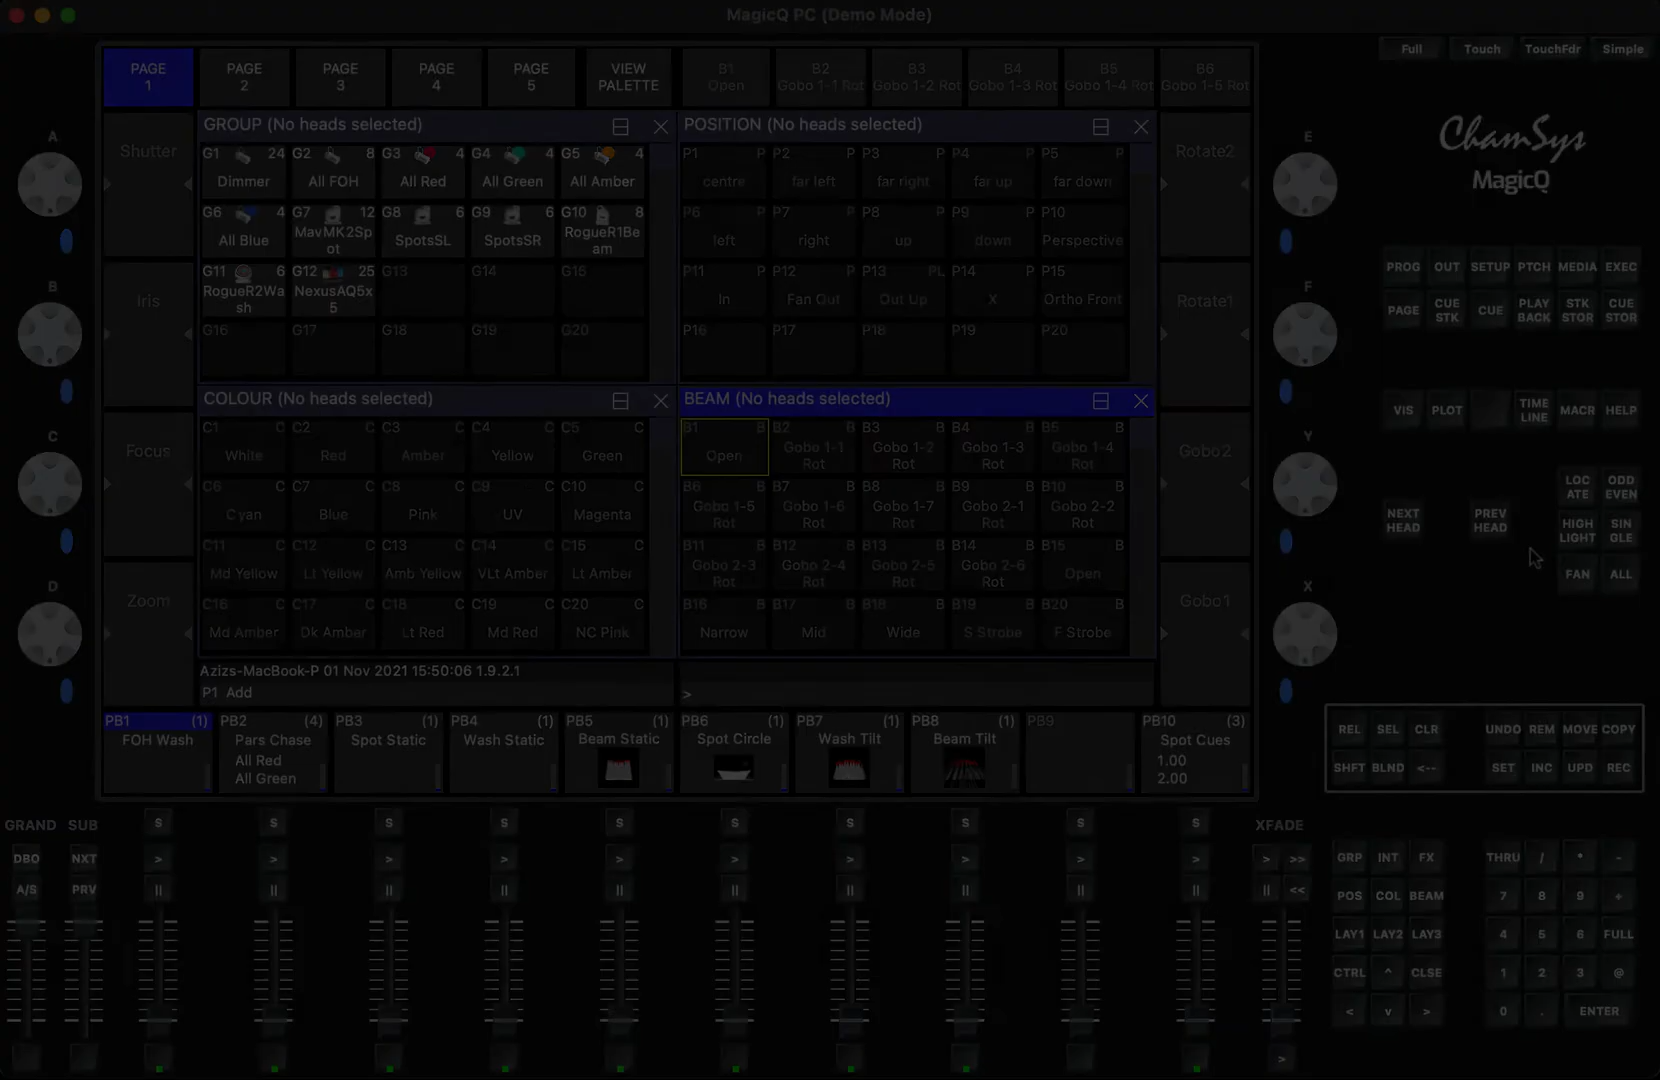 MagicQ PC (Demo Mode)
Full Touch TouchFdr Simple
PAGE 1 PAGE 2 PAGE 3 PAGE 4 PAGE 5 VIEW PALETTE B1 Open B2 Gobo 1-1 Rot B3 Gobo 1-2 Rot B4 Gobo 1-3 Rot B5 Gobo 1-4 Rot B6 Gobo 1-5 Rot
A
B
C
D
Shutter
Iris
Focus
Zoom
GROUP (No heads selected)
G1 24 G2 8 G3 4 G4 4 G5 4
Dimmer All FOH All Red All Green All Amber
G6 4 G7 12 G8 6 G9 6 G10 8
All Blue MavMK2Spot SpotsSL SpotsSR RogueR1Beam
G11 6 G12 25 G13 G14 G15
RogueR2Wash NexusAQ5x5
G16 G17 G18 G19 G20
POSITION (No heads selected)
P1 P P2 P P3 P P4 P P5 P
centre far left far right far up far down
P6 P P7 P P8 P P9 P P10 P
left right up down Perspective
P11 P P12 P P13 PL P14 P P15 P
In Fan Out Out Up X Ortho Front
P16 P17 P18 P19 P20
COLOUR (No heads selected)
C1 C C2 C C3 C C4 C C5 C
White Red Amber Yellow Green
C6 C C7 C C8 C C9 C C10 C
Cyan Blue Pink UV Magenta
C11 C C12 C C13 C C14 C C15 C
Md Yellow Lt Yellow Amb Yellow VLt Amber Lt Amber
C16 C C17 C C18 C C19 C C20 C
Md Amber Dk Amber Lt Red Md Red NC Pink
BEAM (No heads selected)
B1 B B2 B B3 B B4 B B5 B
Open Gobo 1-1 Rot Gobo 1-2 Rot Gobo 1-3 Rot Gobo 1-4 Rot
B6 B B7 B B8 B B9 B B10 B
Gobo 1-5 Rot Gobo 1-6 Rot Gobo 1-7 Rot Gobo 2-1 Rot Gobo 2-2 Rot
B11 B B12 B B13 B B14 B B15 B
Gobo 2-3 Rot Gobo 2-4 Rot Gobo 2-5 Rot Gobo 2-6 Rot Open
B16 B B17 B B18 B B19 B B20 B
Narrow Mid Wide S Strobe F Strobe
Rotate2
Rotate1
Gobo2
Gobo1
E
F
Y
X
Azizs-MacBook-P 01 Nov 2021 15:50:06 1.9.2.1
P1 Add
>
PB1 (1) PB2 (4) PB3 (1) PB4 (1) PB5 (1) PB6 (1) PB7 (1) PB8 (1) PB9 PB10 (3)
FOH Wash Pars Chase Spot Static Wash Static Beam Static Spot Circle Wash Tilt Beam Tilt Spot Cues
All Red 1.00
All Green 2.00
ChamSys
MagicQ
PROG OUT SETUP PTCH MEDIA EXEC
PAGE CUE STK CUE PLAY BACK STK STOR CUE STOR
VIS PLOT TIME LINE MACR HELP
LOC ATE ODD EVEN
NEXT HEAD PREV HEAD HIGH LIGHT SIN GLE
FAN ALL
REL SEL CLR UNDO REM MOVE COPY
SHFT BLND <-- SET INC UPD REC
GRAND SUB S S S S S S S S S S XFADE
DBO NXT > > > > > > > > > > > >>
A/S PRV II II II II II II II II II II II <<
>
GRP INT FX THRU / * -
POS COL BEAM 7 8 9 +
LAY1 LAY2 LAY3 4 5 6 FULL
CTRL ^ CLSE 1 2 3 @
< v > 0 . ENTER